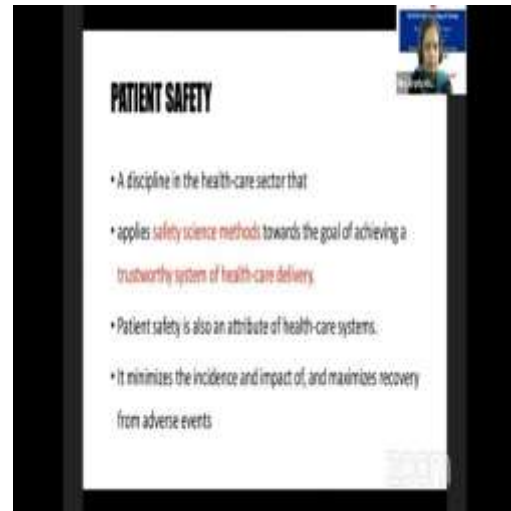 PATIENT SAFETY
• A discipline in the health-care sector that
• applies safety science methods towards the goal of achieving a
trustworthy system of health-care delivery.
• Patient safety is also an attribute of health-care systems.
• It minimizes the incidence and impact of, and maximizes recovery
from adverse events
zoom